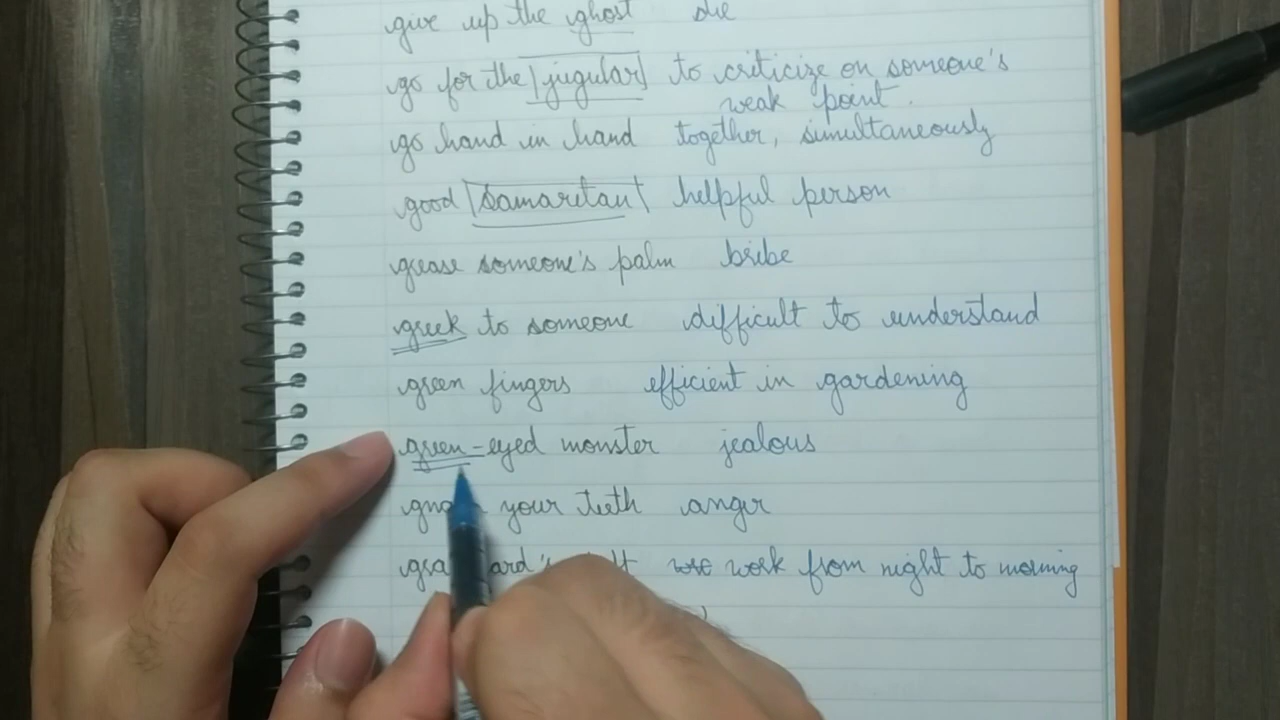 give up the ghost die
go for the jugular to criticize on someone's
weak point.
go hand in hand together, simultaneously
good samaritan helpful person
grease someone's palm bribe
greek to someone difficult to understand
green fingers efficient in gardening
green-eyed monster jealous
your teeth anger
work from night to morning